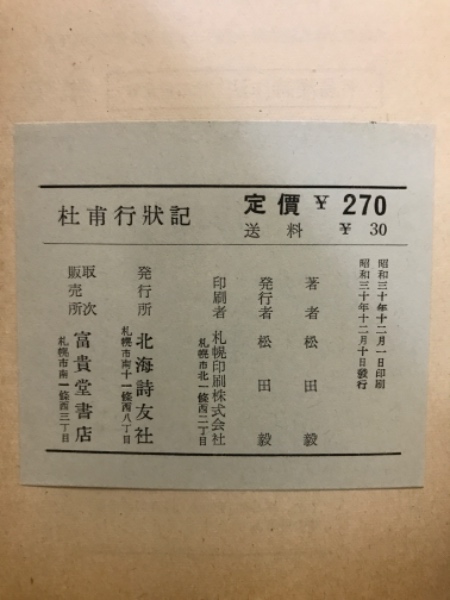 杜甫行狀記
定價 ¥ 270
送料 ¥ 30
昭和三十年十二月一日印刷
昭和三十年十二月十日發行
著者 松田毅
発行者 松田毅
印刷者 札幌印刷株式会社
札幌市北一條西二丁目
発行所 北海詩友社
札幌市南十一條西八丁目
取次販売所 富貴堂書店
札幌市南一條西三丁目